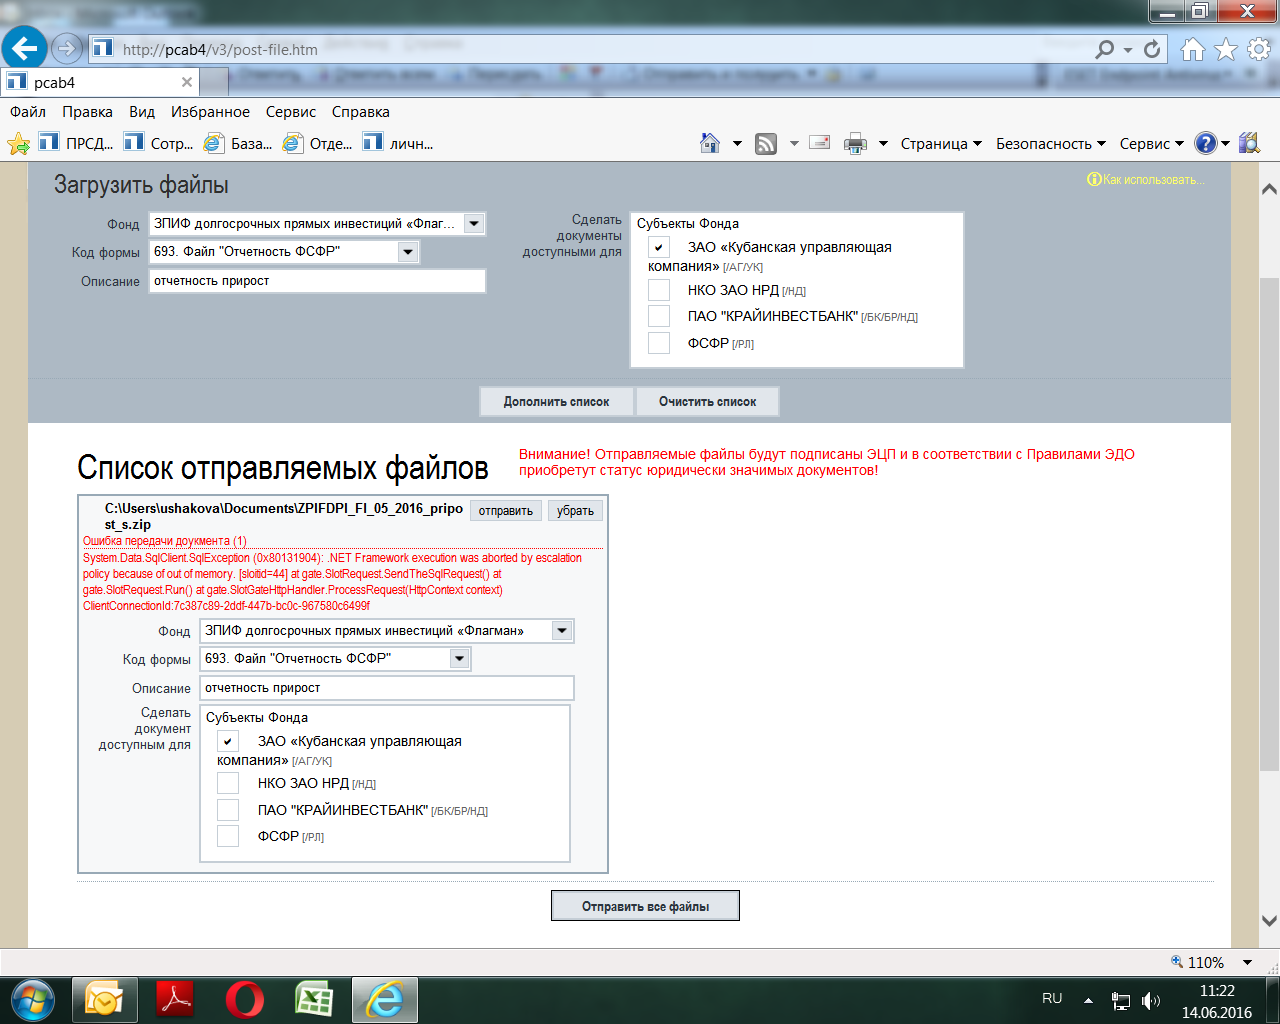 http://pcab4/v3/post-file.htm
pcab4
Файл Правка Вид Избранное Сервис Справка
ПРСД... Сотр... База... Отде... личн... Страница Безопасность Сервис
Загрузить файлы
Как использовать...
Фонд ЗПИФ долгосрочных прямых инвестиций «Флаг...
Код формы 693. Файл "Отчетность ФСФР"
Описание отчетность прирост
Сделать
документы
доступными для
Субъекты Фонда
ЗАО «Кубанская управляющая
компания» [/АГ/УК]
НКО ЗАО НРД [/НД]
ПАО "КРАЙИНВЕСТБАНК" [/БК/БР/НД]
ФСФР [/РЛ]
Дополнить список Очистить список
Список отправляемых файлов
Внимание! Отправляемые файлы будут подписаны ЭЦП и в соответствии с Правилами ЭДО
приобретут статус юридически значимых документов!
C:\Users\ushakova\Documents\ZPIFDPI_FI_05_2016_pripo
st_s.zip
отправить убрать
Ошибка передачи доукмента (1)
System.Data.SqlClient.SqlException (0x80131904): .NET Framework execution was aborted by escalation
policy because of out of memory. [sloitid=44] at gate.SlotRequest.SendTheSqlRequest() at
gate.SlotRequest.Run() at gate.SlotGateHttpHandler.ProcessRequest(HttpContext context)
ClientConnectionId:7c387c89-2ddf-447b-bc0c-967580c6499f
Фонд ЗПИФ долгосрочных прямых инвестиций «Флагман»
Код формы 693. Файл "Отчетность ФСФР"
Описание отчетность прирост
Сделать
документ
доступным для
Субъекты Фонда
ЗАО «Кубанская управляющая
компания» [/АГ/УК]
НКО ЗАО НРД [/НД]
ПАО "КРАЙИНВЕСТБАНК" [/БК/БР/НД]
ФСФР [/РЛ]
Отправить все файлы
110%
RU
11:22
14.06.2016